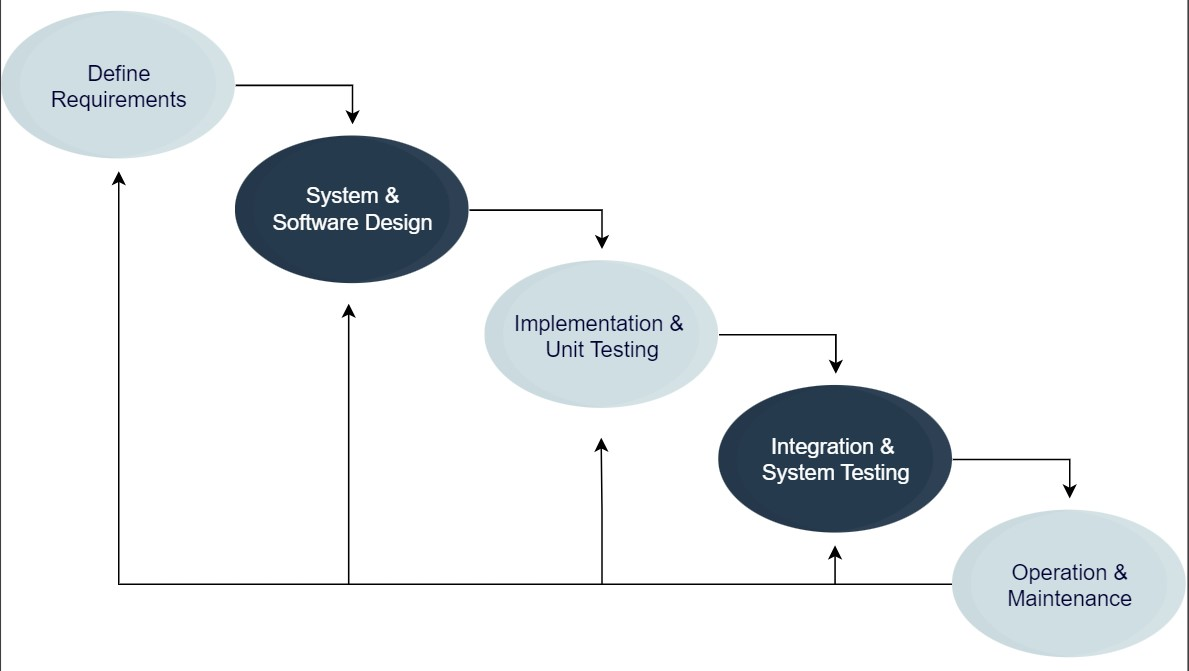 Define
Requirements
System &
Software Design
Implementation &
Unit Testing
Integration &
System Testing
Operation &
Maintenance